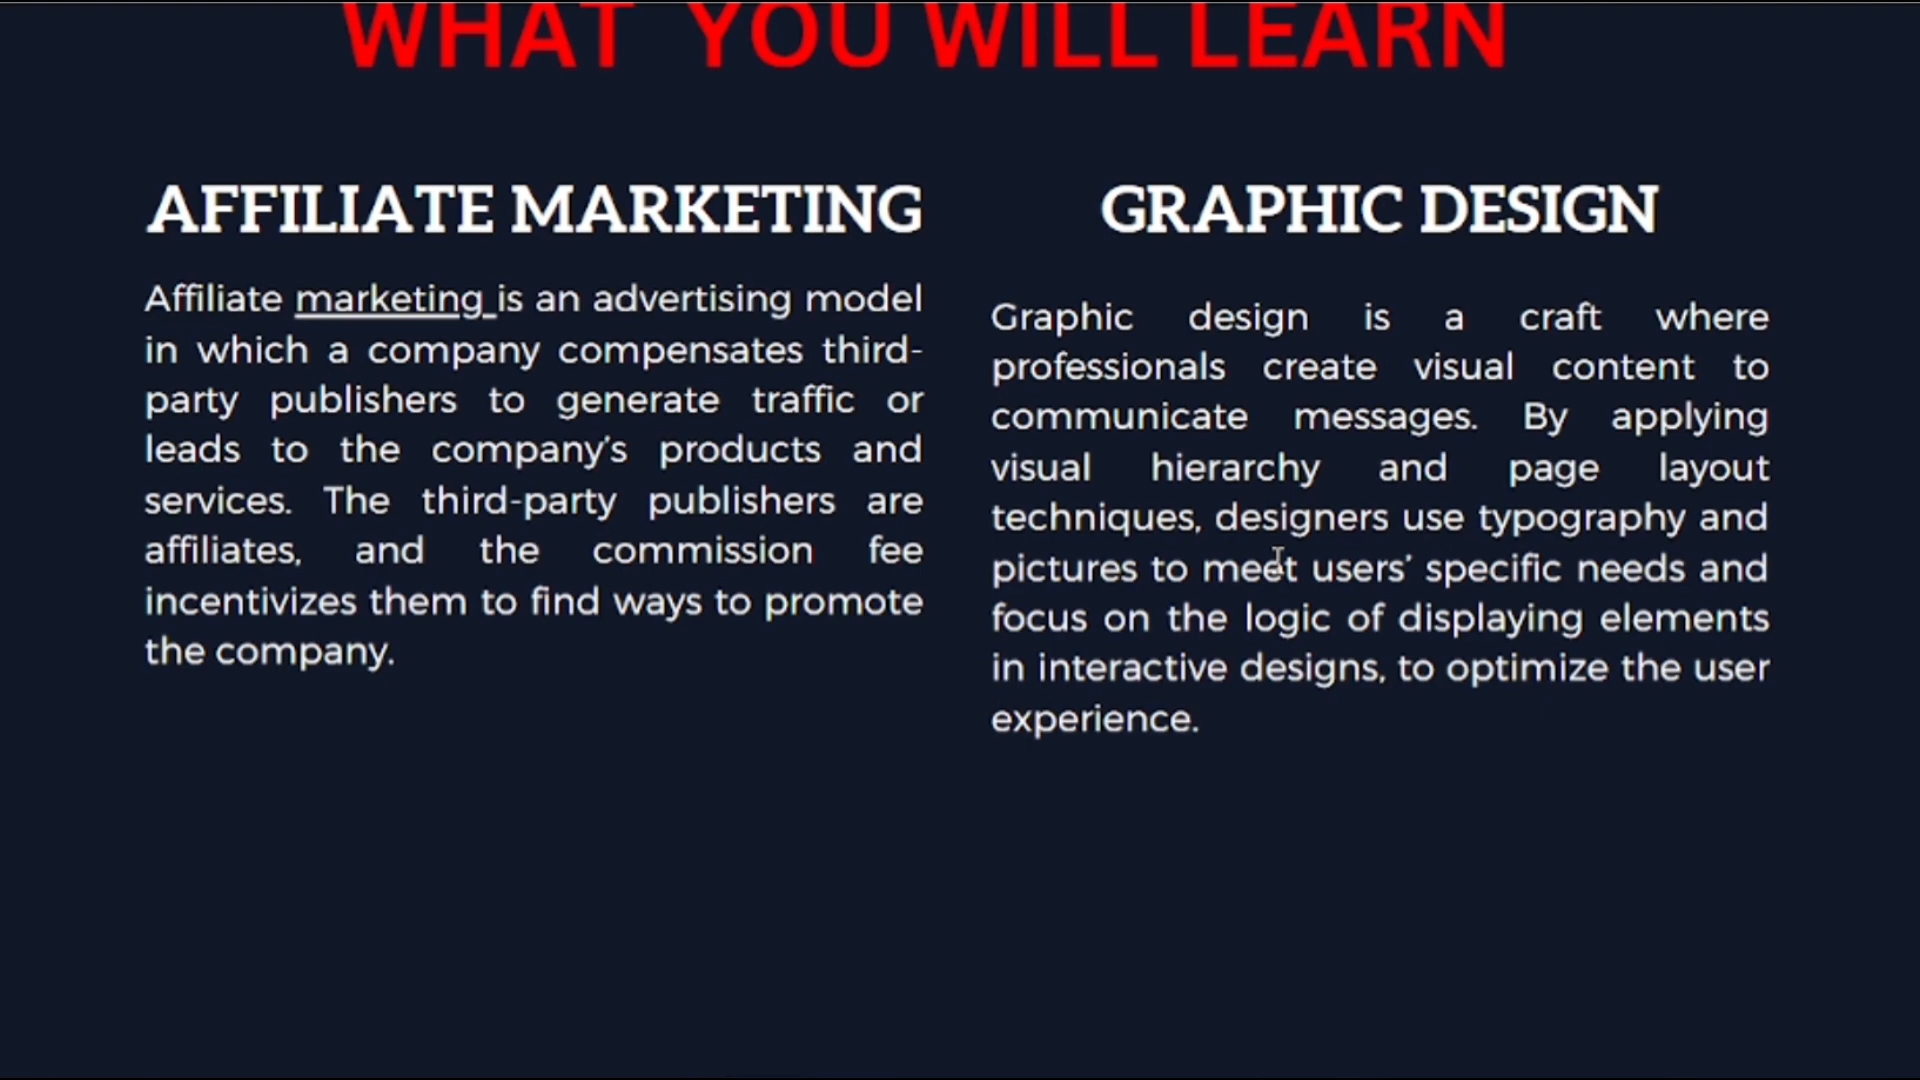 WHAT YOU WILL LEARN
AFFILIATE MARKETING
Affiliate marketing is an advertising model
in which a company compensates third-
party publishers to generate traffic or
leads to the company’s products and
services. The third-party publishers are
affiliates, and the commission fee
incentivizes them to find ways to promote
the company.
GRAPHIC DESIGN
Graphic design is a craft where
professionals create visual content to
communicate messages. By applying
visual hierarchy and page layout
techniques, designers use typography and
pictures to meet users’ specific needs and
focus on the logic of displaying elements
in interactive designs, to optimize the user
experience.